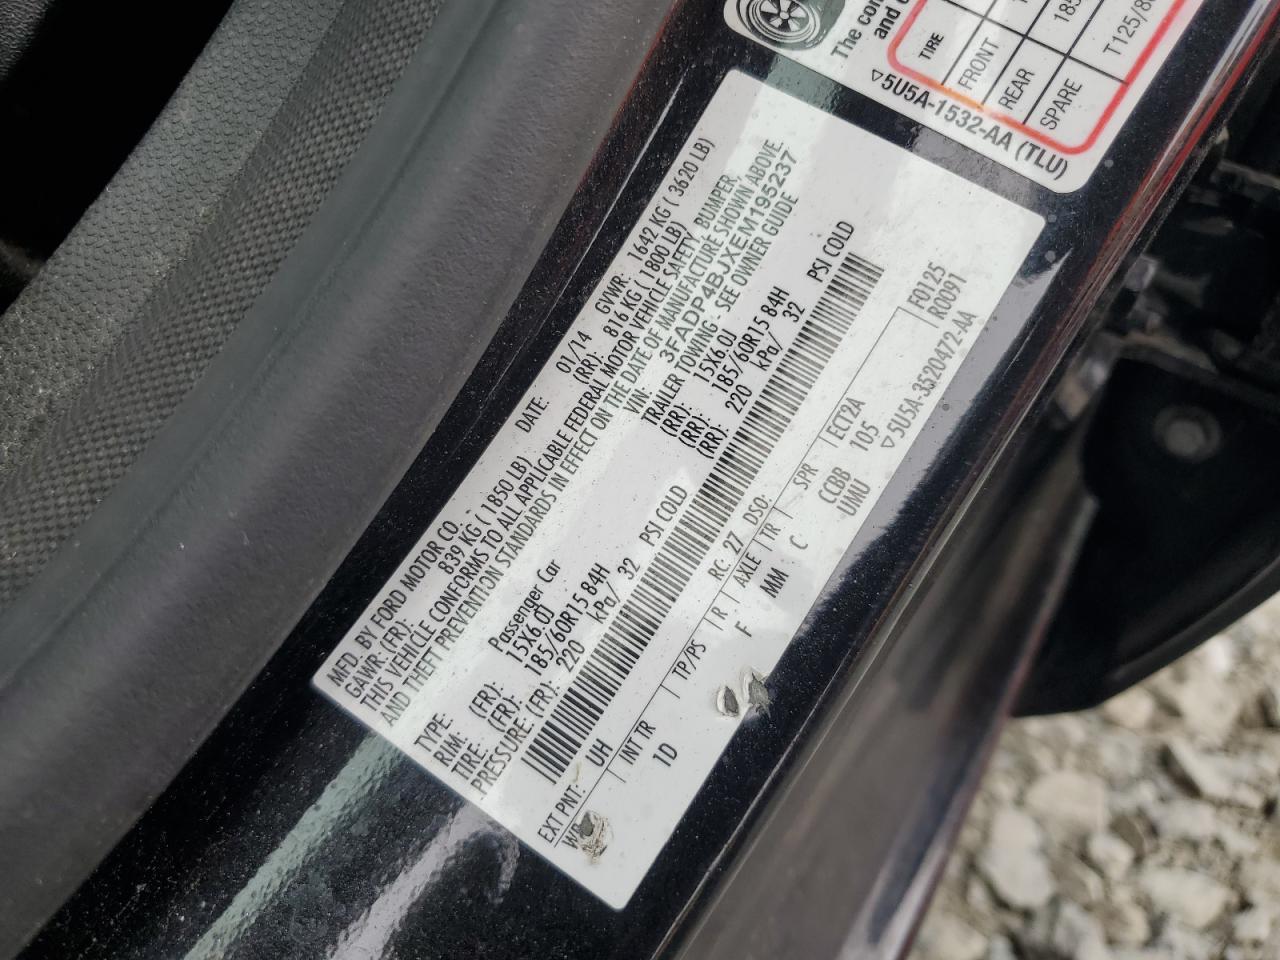 The con
and c
TIRE
FRONT
REAR
SPARE
185
T125/80
▽5U5A-1532-AA (TLU)
MFD. BY FORD MOTOR CO.
DATE: 01/14 GVWR: 1642 KG ( 3620 LB)
GAWR: (FR): 839 KG ( 1850 LB) (RR): 816 KG ( 1800 LB)
THIS VEHICLE CONFORMS TO ALL APPLICABLE FEDERAL MOTOR VEHICLE SAFETY, BUMPER,
AND THEFT PREVENTION STANDARDS IN EFFECT ON THE DATE OF MANUFACTURE SHOWN ABOVE.
VIN: 3FADP4BJXEM195237
TYPE: Passenger Car TRAILER TOWING - SEE OWNER GUIDE
RIM: (FR): 15X6.0J (RR): 15X6.0J
TIRE: (FR): 185/60R15 84H (RR): 185/60R15 84H
PRESSURE (FR): 220 kPa/ 32 PSI COLD (RR): 220 kPa/ 32 PSI COLD
EXT PNT: UH RC: 27 DSO: F0125
WB INT TR TP/PS R AXLE TR SPR ECT2A R0091
1D F MM C CCBB 105
UMU ▽5U5A-3520472-AA